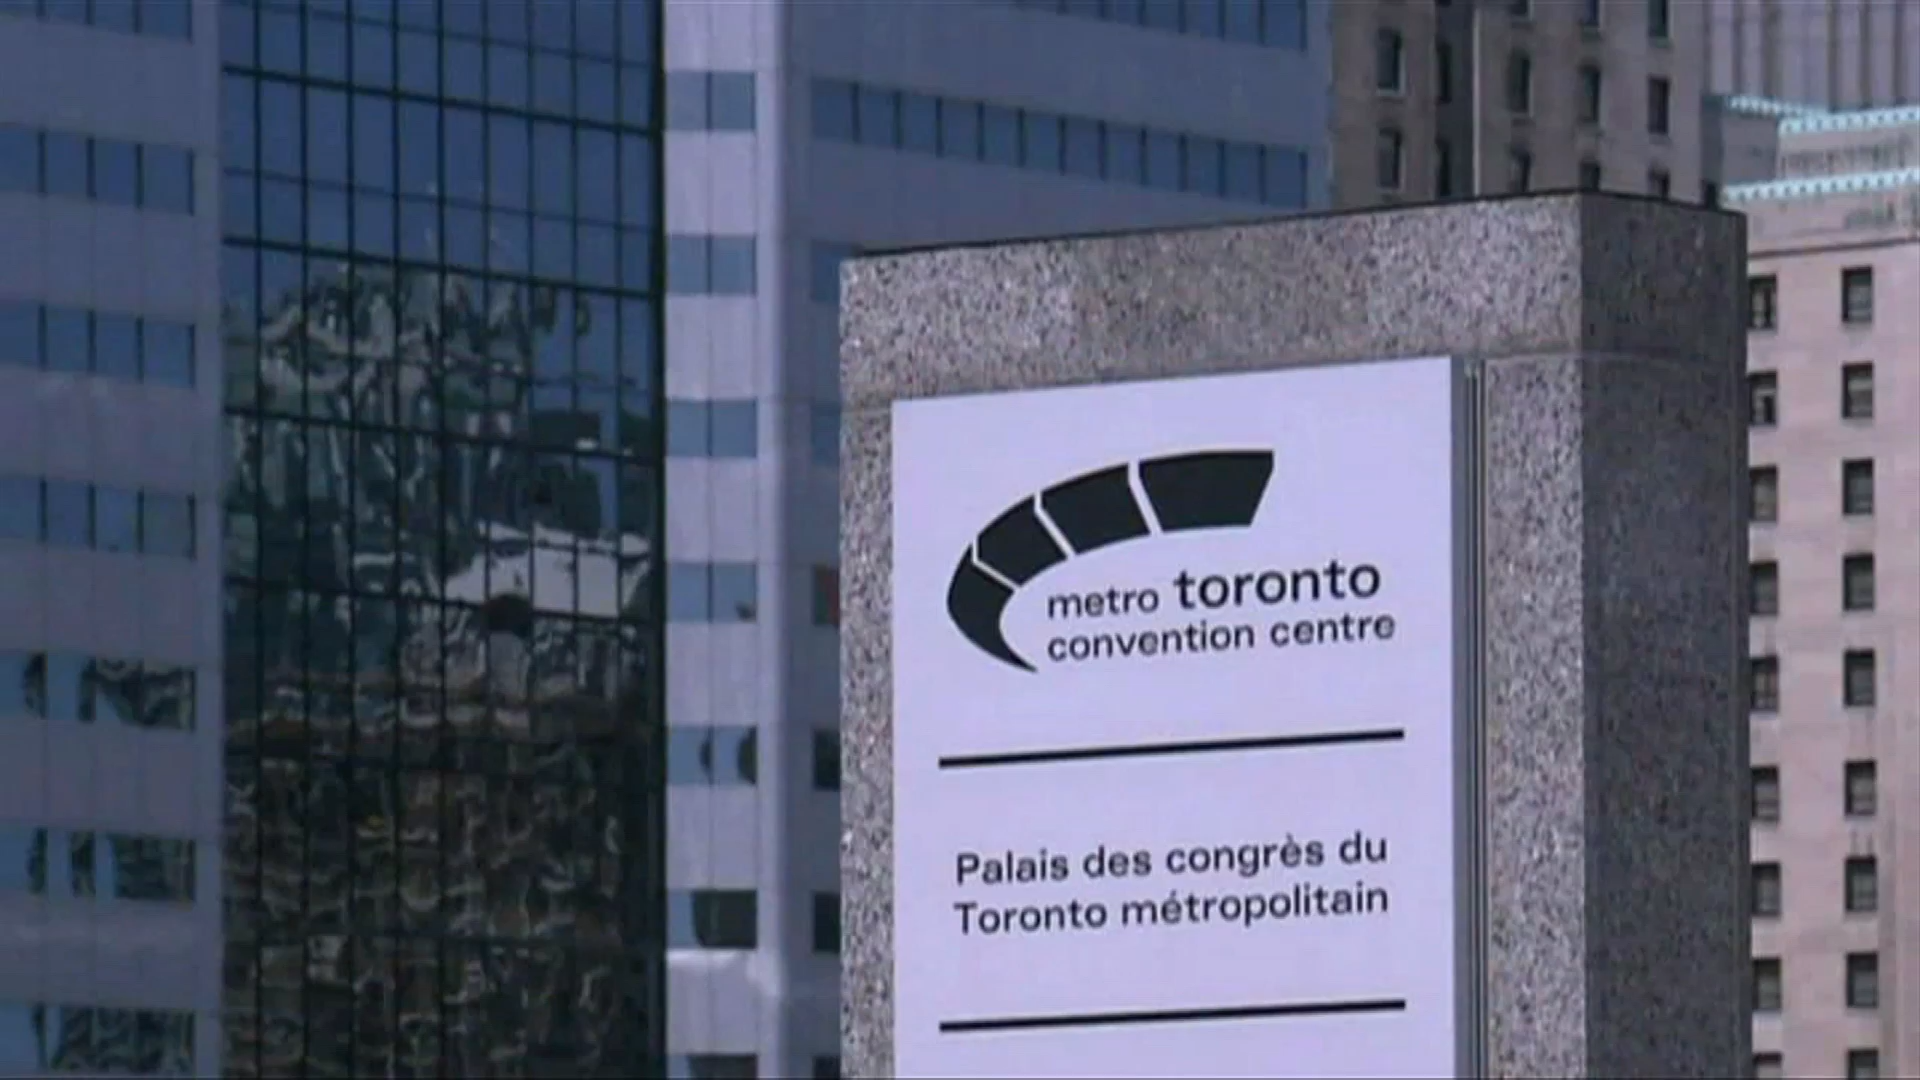 metro toronto
convention centre
Palais des congrès du
Toronto métropolitain